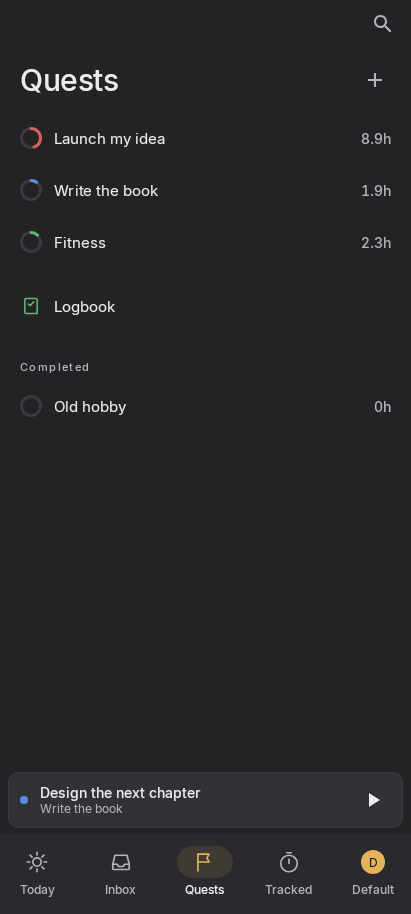 Quests
Launch my idea 8.9h
Write the book 1.9h
Fitness 2.3h
Logbook
Completed
Old hobby 0h
Design the next chapter
Write the book
D
Today Inbox Quests Tracked Default